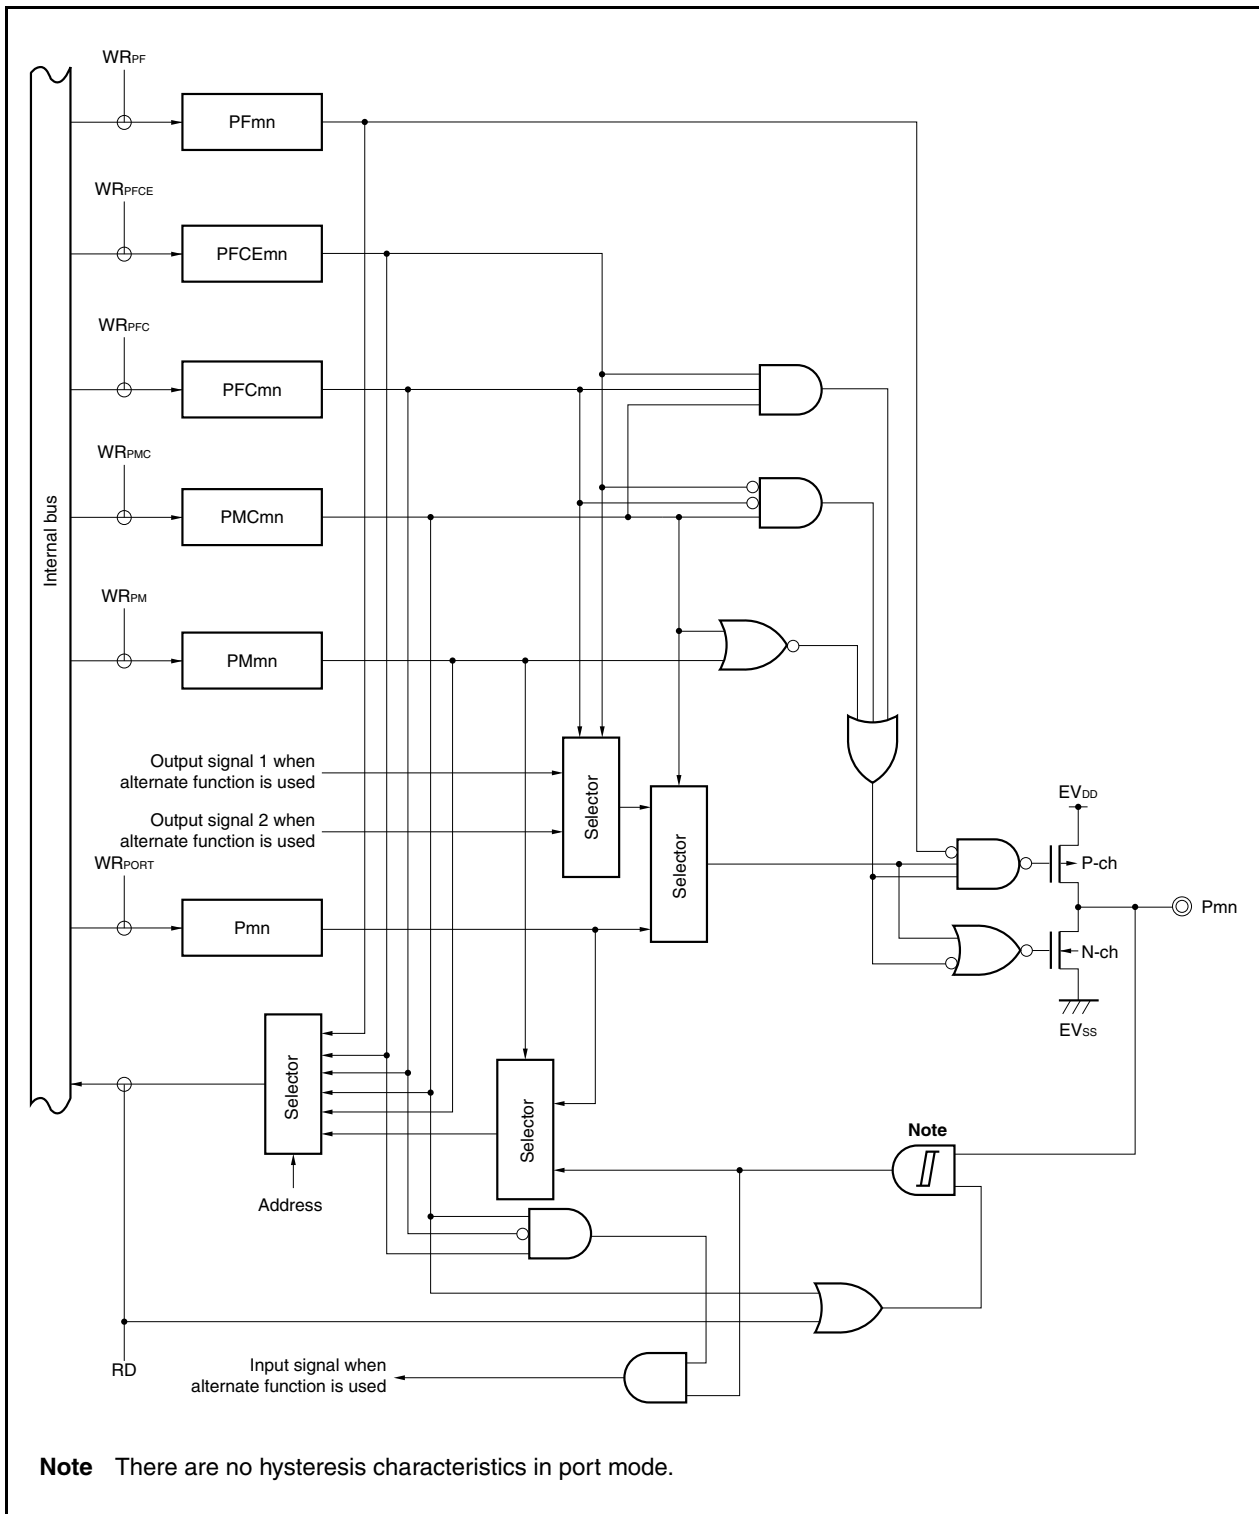 WRPF
PFmn
WRPFCE
PFCEmn
WRPFC
PFCmn
WRPMC
PMCmn
Internal bus
WRPM
PMmn
Output signal 1 when
alternate function is used
Output signal 2 when
alternate function is used
Selector
Selector
WRPORT
Pmn
EVDD
P-ch
Pmn
N-ch
EVSS
Selector
Address
Selector
Note
RD
Input signal when
alternate function is used
Note There are no hysteresis characteristics in port mode.